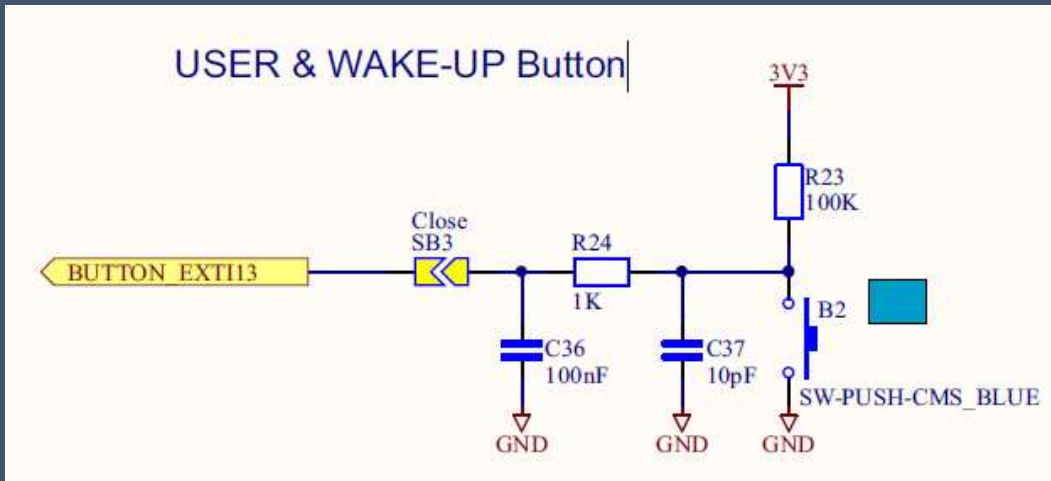 USER & WAKE-UP Button
3V3
R23
100K
Close
SB3
R24
BUTTON_EXTI13
1K
B2
C36
100nF
C37
10pF
SW-PUSH-CMS_BLUE
GND
GND
GND